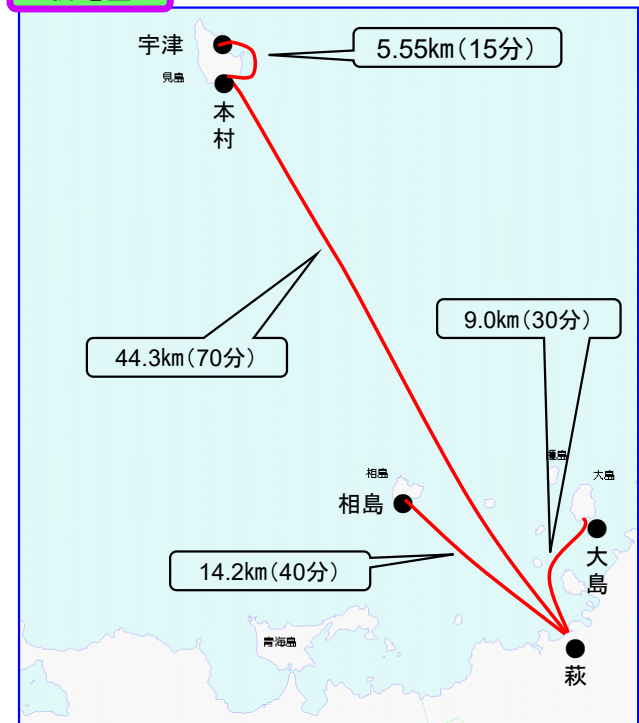 宇津
5.55km（15分）
見島
本
村
44.3km（70分）
9.0km（30分）
相島
大島
相島
大
島
14.2km（40分）
青海島
萩